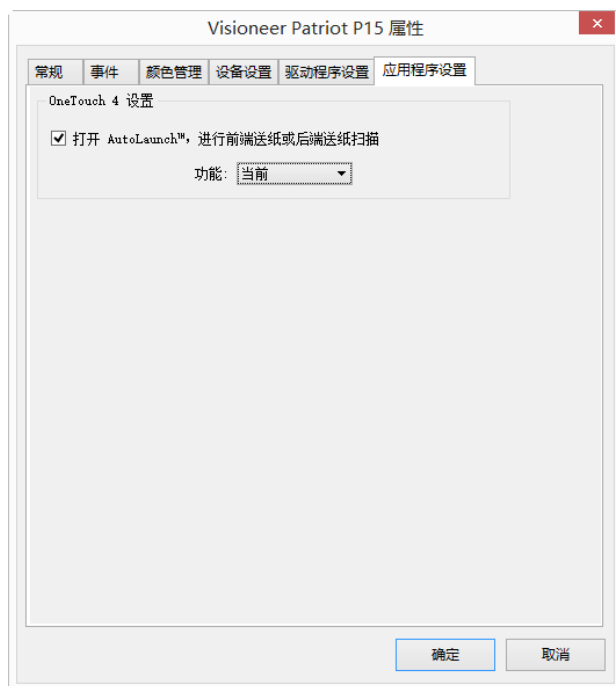 Visioneer Patriot P15 属性
常规 事件 颜色管理 设备设置 驱动程序设置 应用程序设置
OneTouch 4 设置
打开 AutoLaunch™, 进行前端送纸或后端送纸扫描
功能: 当前
确定 取消